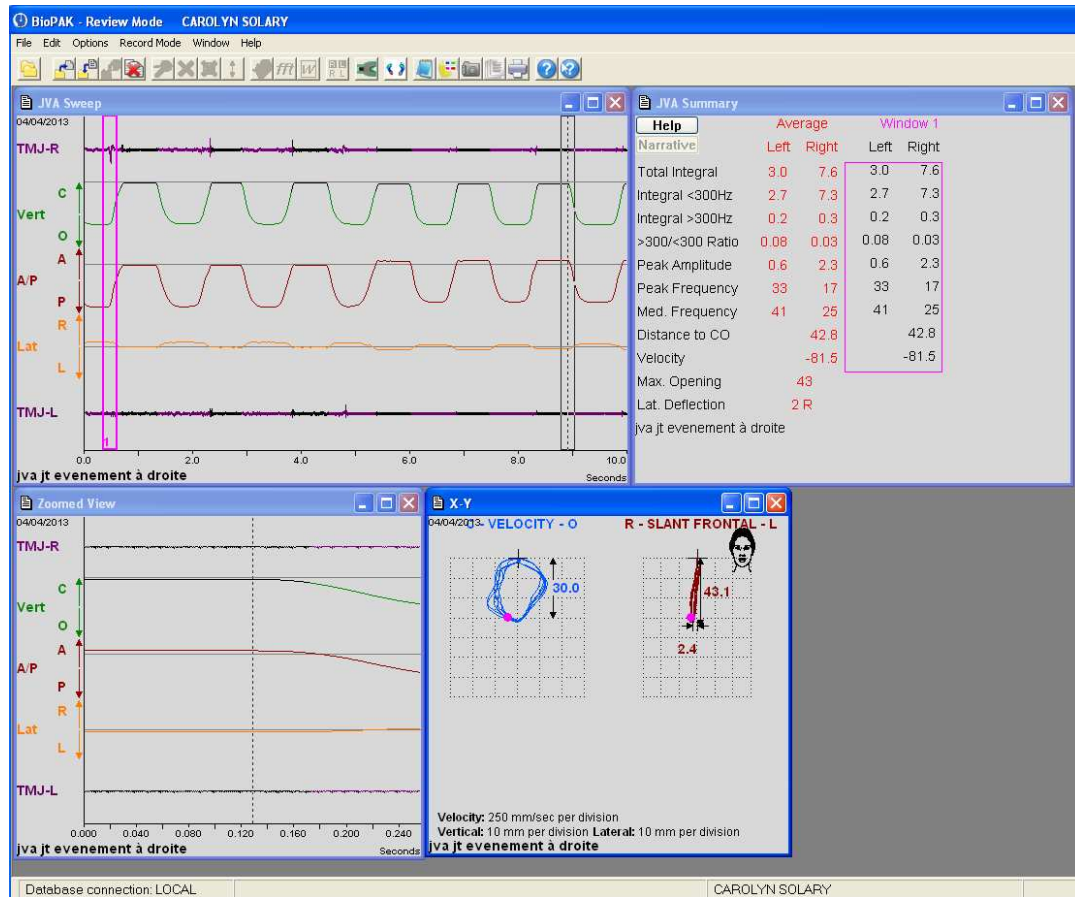 BioPAK - Review Mode CAROLYN SOLARY
File Edit Options Record Mode Window Help
fft W
JVA Sweep
04/04/2013
TMJ-R
C
Vert
O
A
A/P
P
R
Lat
L
TMJ-L
1
0.0 2.0 4.0 6.0 8.0 10.0
jva jt evenement à droite Seconds
JVA Summary
Help Average Window 1
Narrative Left Right Left Right
Total Integral 3.0 7.6 3.0 7.6
Integral <300Hz 2.7 7.3 2.7 7.3
Integral >300Hz 0.2 0.3 0.2 0.3
>300/<300 Ratio 0.08 0.03 0.08 0.03
Peak Amplitude 0.6 2.3 0.6 2.3
Peak Frequency 33 17 33 17
Med. Frequency 41 25 41 25
Distance to CO 42.8 42.8
Velocity -81.5 -81.5
Max. Opening 43
Lat. Deflection 2 R
jva jt evenement à droite
Zoomed View
04/04/2013
TMJ-R
C
Vert
O
A
A/P
P
R
Lat
L
TMJ-L
0.000 0.040 0.080 0.120 0.160 0.200 0.240
jva jt evenement à droite Seconds
X-Y
04/04/2013 - VELOCITY - O R - SLANT FRONTAL - L
30.0
43.1
2.4
Velocity: 250 mm/sec per division
Vertical: 10 mm per division Lateral: 10 mm per division
jva jt evenement à droite
Database connection: LOCAL CAROLYN SOLARY